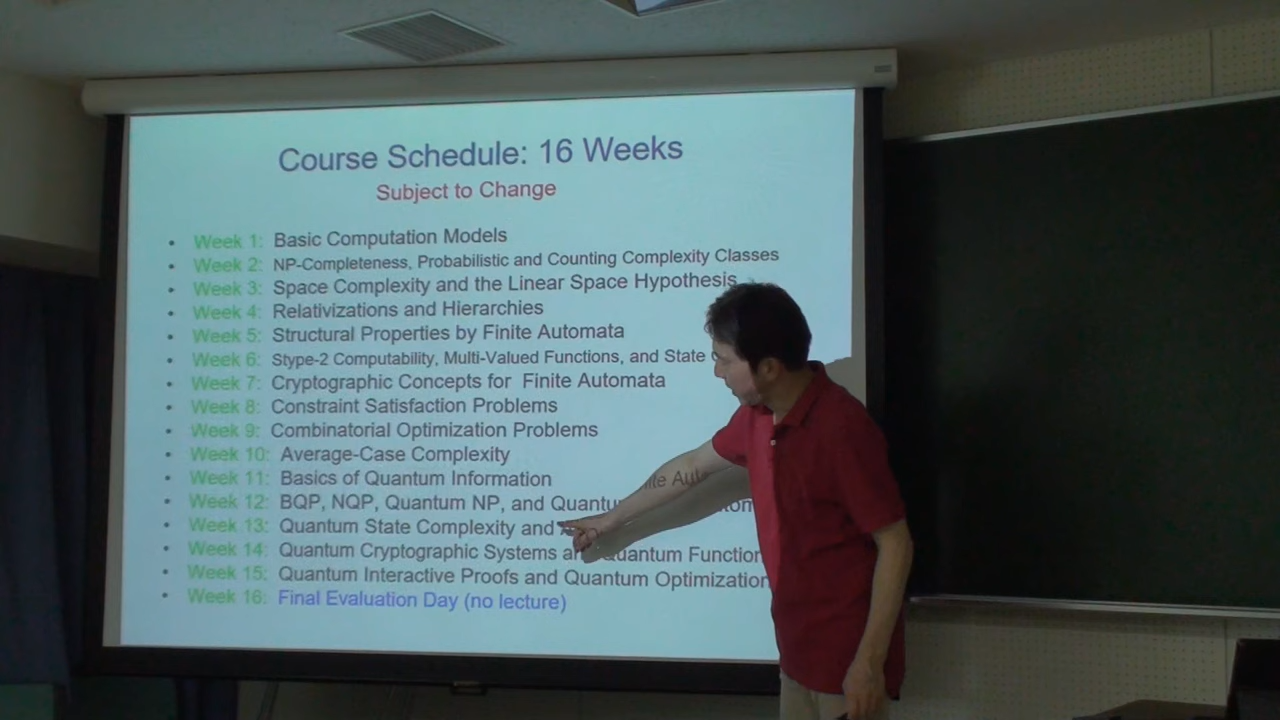 Course Schedule: 16 Weeks
Subject to Change
• Week 1: Basic Computation Models
• Week 2: NP-Completeness, Probabilistic and Counting Complexity Classes
• Week 3: Space Complexity and the Linear Space Hypothesis
• Week 4: Relativizations and Hierarchies
• Week 5: Structural Properties by Finite Automata
• Week 6: Stype-2 Computability, Multi-Valued Functions, and State
• Week 7: Cryptographic Concepts for Finite Automata
• Week 8: Constraint Satisfaction Problems
• Week 9: Combinatorial Optimization Problems
• Week 10: Average-Case Complexity
• Week 11: Basics of Quantum Information
• Week 12: BQP, NQP, Quantum NP, and
• Week 13: Quantum State Complexity and
• Week 14: Quantum Cryptographic Systems
• Week 15: Quantum Interactive Proofs and Quantum Optimization
• Week 16: Final Evaluation Day (no lecture)